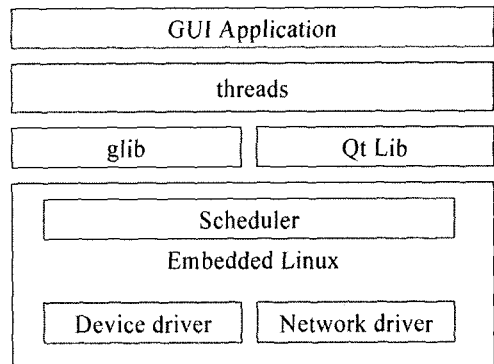 GUI Application
threads
glib
Qt Lib
Scheduler
Embedded Linux
Device driver
Network driver